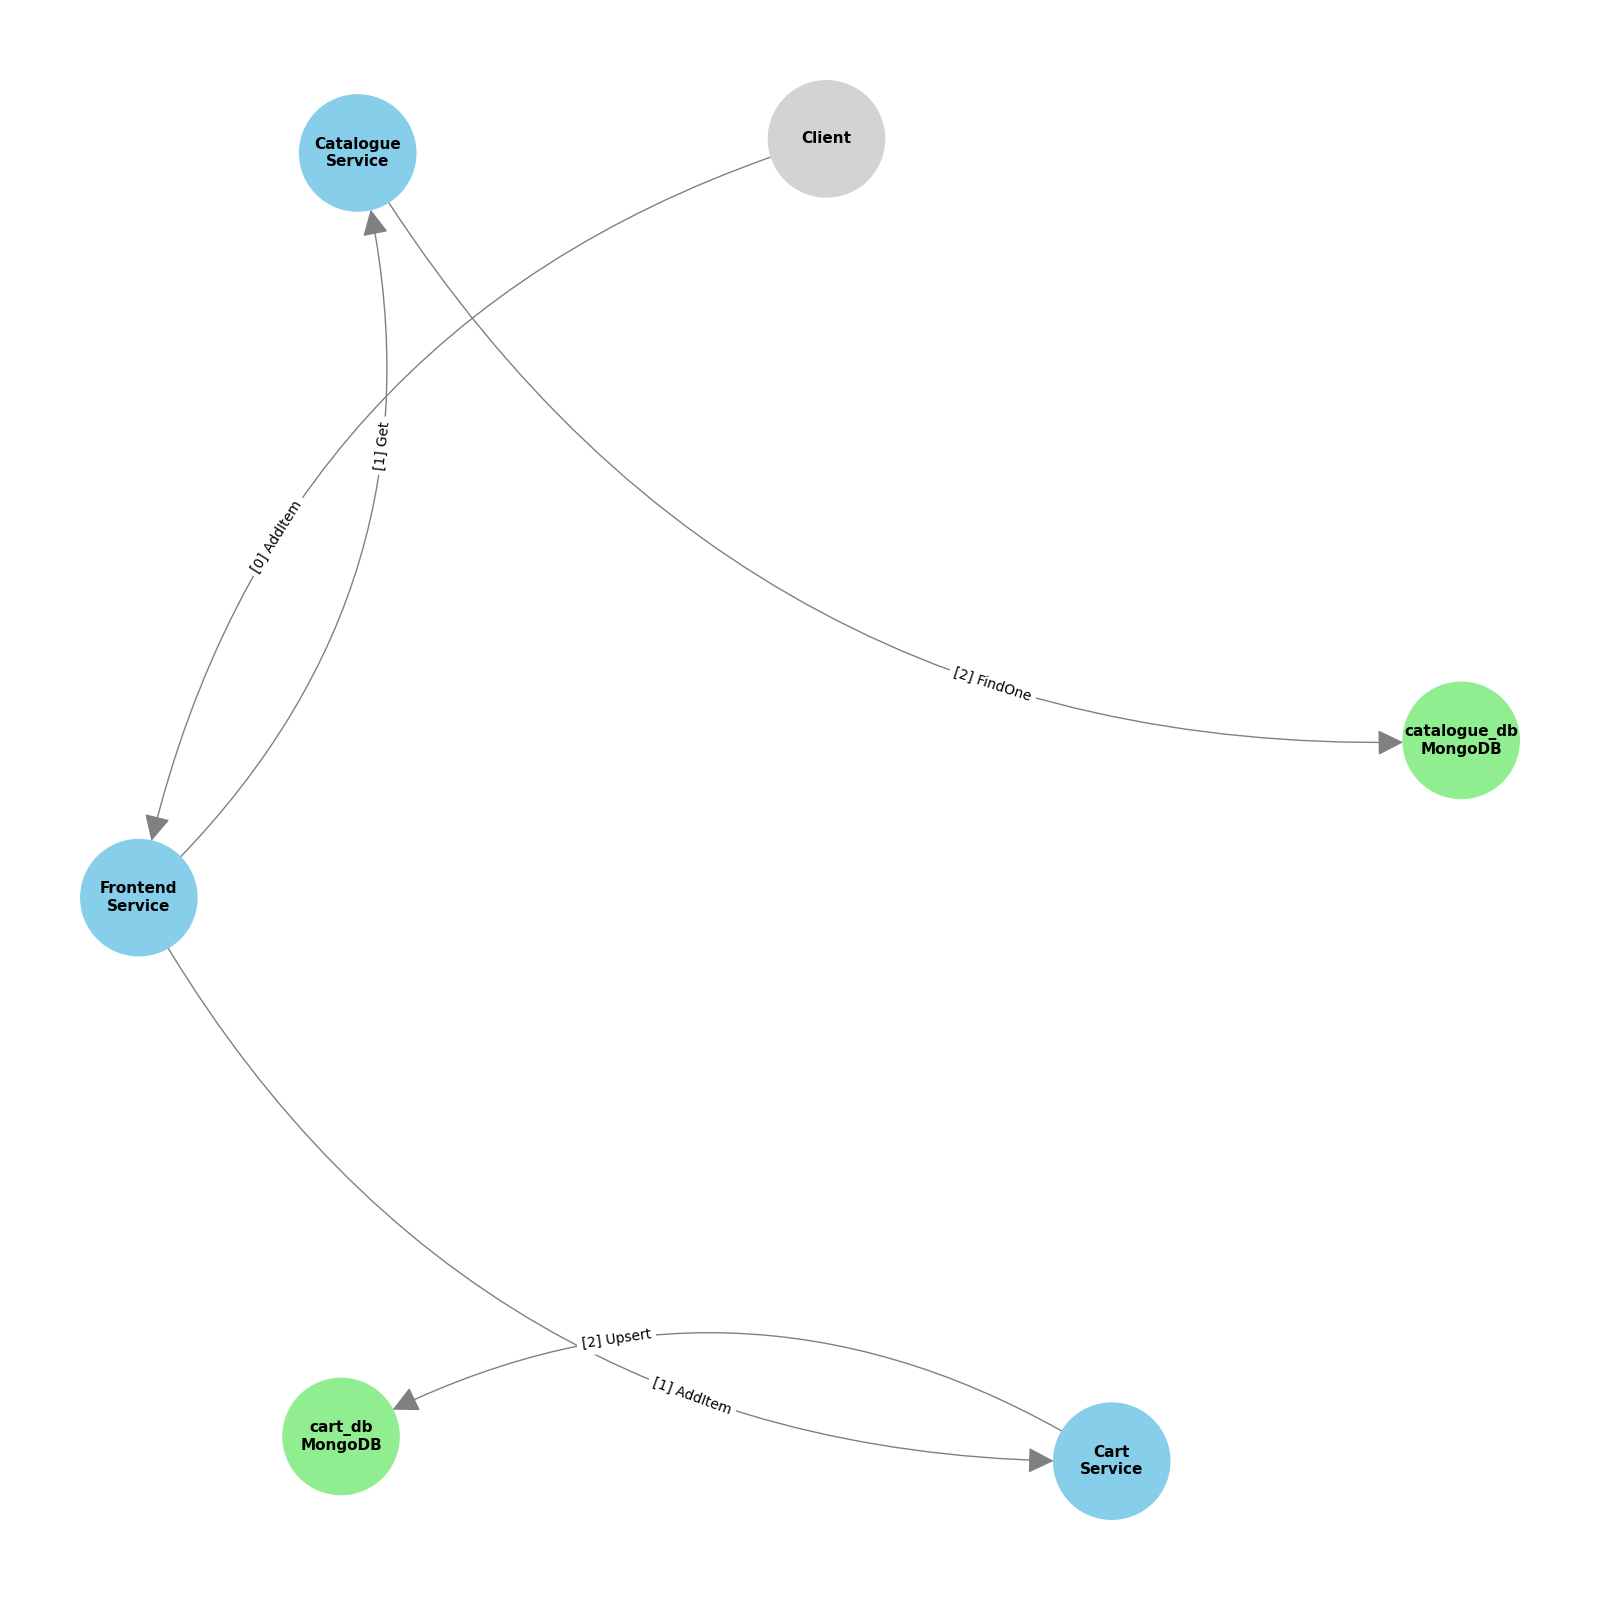 Client
Catalogue
Service
[1] Get
[0] AddItem
[2] FindOne
catalogue_db
MongoDB
Frontend
Service
[2] Upsert
[1] AddItem
cart_db
MongoDB
Cart
Service